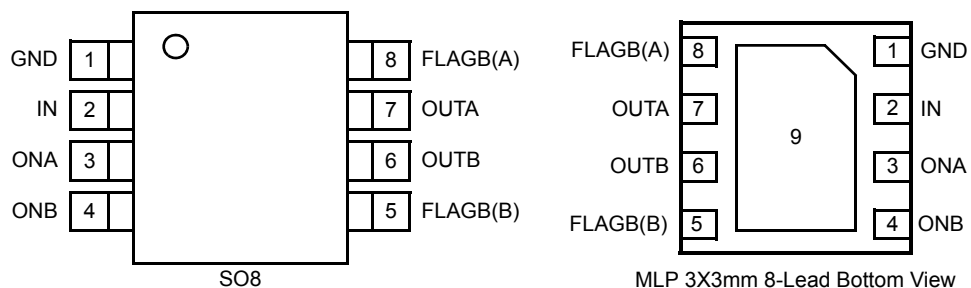 GND 1 8 FLAGB(A)
IN 2 7 OUTA
ONA 3 6 OUTB
ONB 4 5 FLAGB(B)
SO8
FLAGB(A) 8 1 GND
OUTA 7 2 IN
9
OUTB 6 3 ONA
FLAGB(B) 5 4 ONB
MLP 3X3mm 8-Lead Bottom View